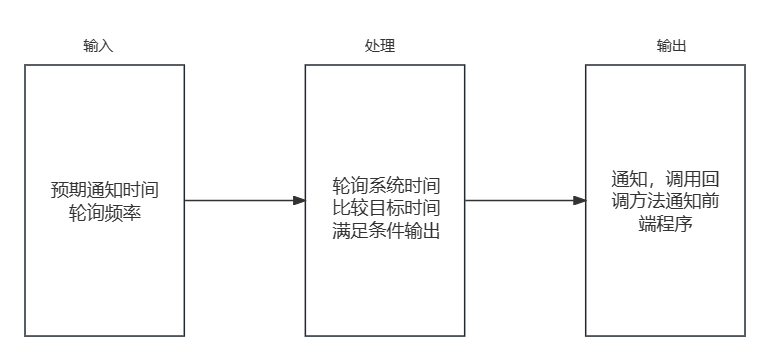 输入
处理
输出
预期通知时间
轮询频率
轮询系统时间
比较目标时间
满足条件输出
通知，调用回
调方法通知前
端程序